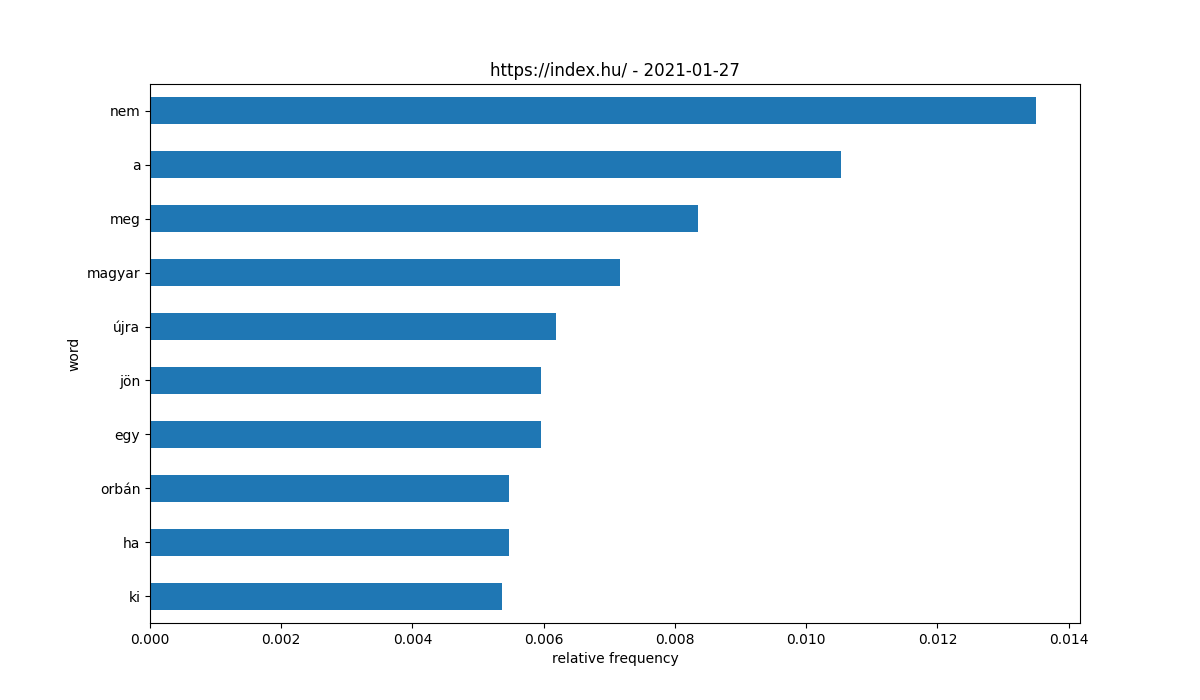 https://index.hu/ - 2021-01-27
nem
a
meg
magyar
újra
jön
egy
orbán
ha
ki
word
0.000 0.002 0.004 0.006 0.008 0.010 0.012 0.014
relative frequency